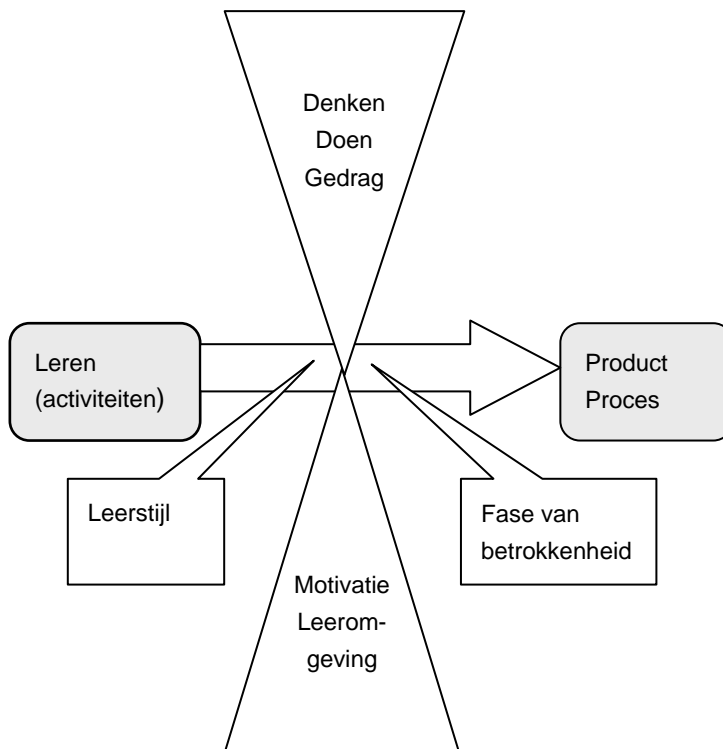 Denken
Doen
Gedrag
Leren
(activiteiten)
Product
Proces
Leerstijl
Fase van
betrokkenheid
Motivatie
Leerom-
geving